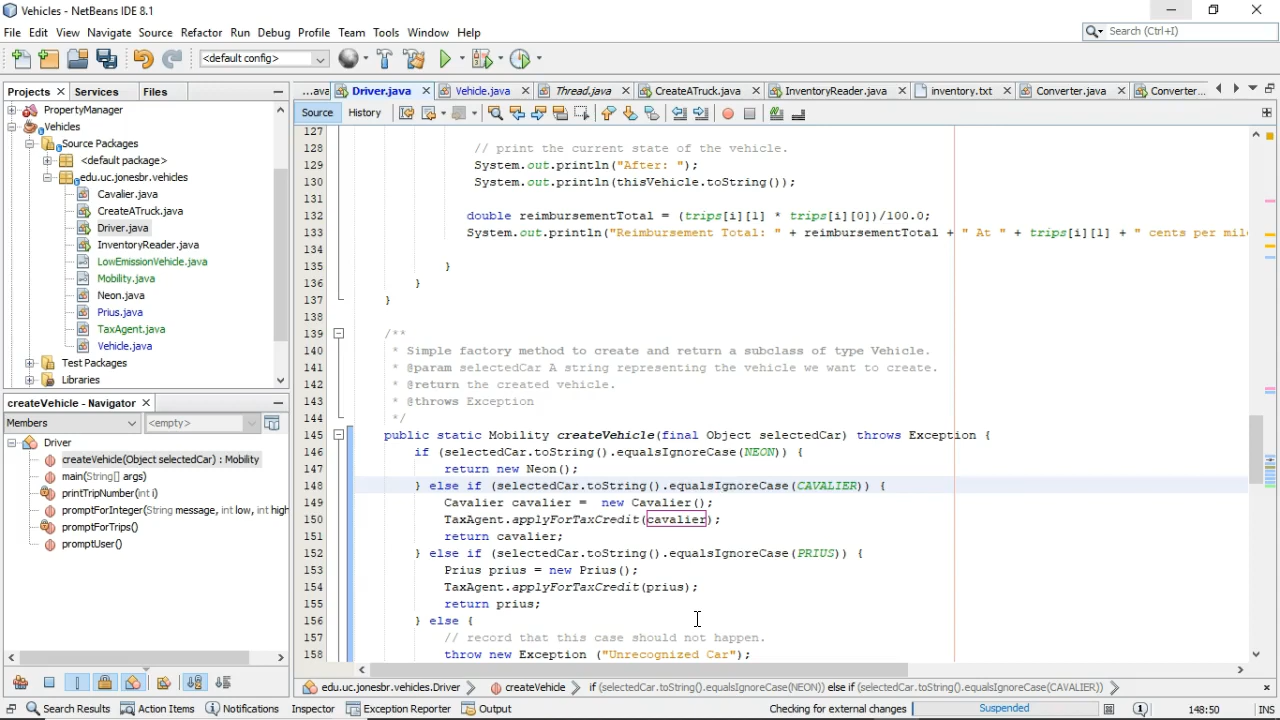 Vehicles - NetBeans IDE 8.1
File Edit View Navigate Source Refactor Run Debug Profile Team Tools Window Help
Search (Ctrl+I)
<default config>
Projects Services Files
PropertyManager
Vehicles
Source Packages
<default package>
edu.uc.jonesbr.vehicles
Cavalier.java
CreateATruck.java
Driver.java
InventoryReader.java
LowEmissionVehicle.java
Mobility.java
Neon.java
Prius.java
TaxAgent.java
Vehicle.java
Test Packages
Libraries
createVehicle - Navigator
Members <empty>
Driver
createVehicle(Object selectedCar) : Mobility
main(String[] args)
printTripNumber(int i)
promptForInteger(String message, int low, int high
promptForTrips()
promptUser()
...ava Driver.java Vehicle.java Thread.java CreateATruck.java InventoryReader.java inventory.txt Converter.java Converter...
Source History
127
128 // print the current state of the vehicle.
129 System.out.println("After: ");
130 System.out.println(thisVehicle.toString());
131
132 double reimbursementTotal = (trips[i][1] * trips[i][0])/100.0;
133 System.out.println("Reimbursement Total: " + reimbursementTotal + " At " + trips[i][1] + " cents per mile
134
135 }
136 }
137 }
138
139 /**
140 * Simple factory method to create and return a subclass of type Vehicle.
141 * @param selectedCar A string representing the vehicle we want to create.
142 * @return the created vehicle.
143 * @throws Exception
144 */
145 public static Mobility createVehicle(final Object selectedCar) throws Exception {
146 if (selectedCar.toString().equalsIgnoreCase(NEON)) {
147 return new Neon();
148 } else if (selectedCar.toString().equalsIgnoreCase(CAVALIER)) {
149 Cavalier cavalier = new Cavalier();
150 TaxAgent.applyForTaxCredit(cavalier);
151 return cavalier;
152 } else if (selectedCar.toString().equalsIgnoreCase(PRIUS)) {
153 Prius prius = new Prius();
154 TaxAgent.applyForTaxCredit(prius);
155 return prius;
156 } else {
157 // record that this case should not happen.
158 throw new Exception ("Unrecognized Car");
edu.uc.jonesbr.vehicles.Driver createVehicle if (selectedCar.toString().equalsIgnoreCase(NEON)) else if (selectedCar.toString().equalsIgnoreCase(CAVALIER))
Search Results Action Items Notifications Inspector Exception Reporter Output Checking for external changes Suspended 148:50 INS